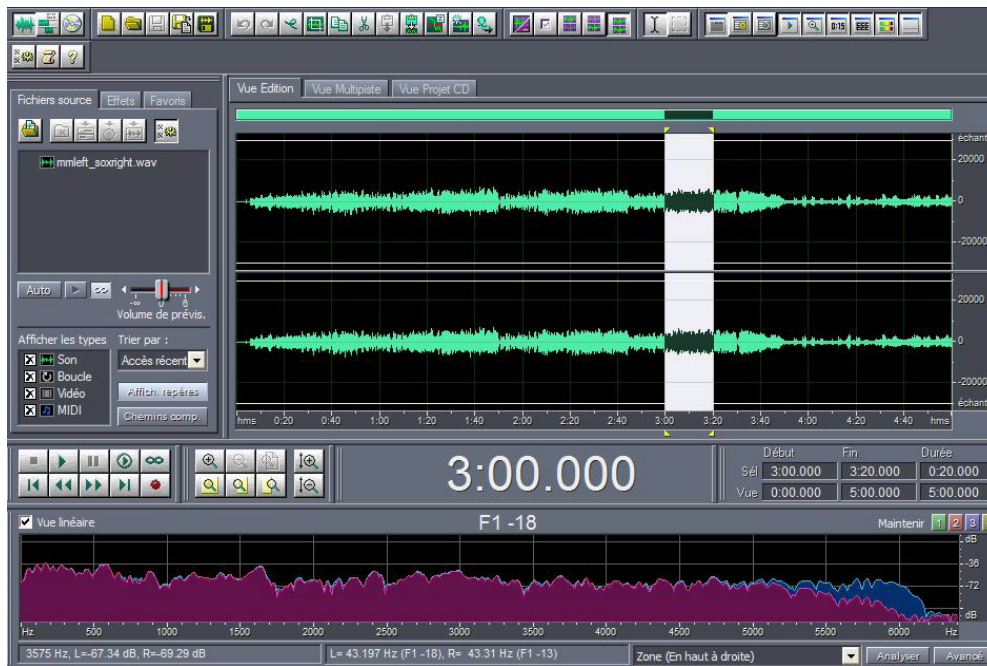 Vue Edition Vue Multipiste Vue Projet CD
Fichiers source Effets Favoris
mmleft_soxright.wav
échant
20000
0
-20000
20000
0
-20000
échant
Auto
-∞ 0 6
Volume de prévis.
Afficher les types Trier par :
Son
Boucle
Vidéo
MIDI
Accès récent
Affich. repères
Chemins comp.
hms 0:20 0:40 1:00 1:20 1:40 2:00 2:20 2:40 3:00 3:20 3:40 4:00 4:20 4:40 hms
3:00.000
Début Fin Durée
Sél 3:00.000 3:20.000 0:20.000
Vue 0:00.000 5:00.000 5:00.000
Vue linéaire F1 -18 Maintenir 1 2 3
dB
-36
-72
dB
Hz 500 1000 1500 2000 2500 3000 3500 4000 4500 5000 5500 6000 Hz
3575 Hz, L=-67.34 dB, R=-69.29 dB L= 43.197 Hz (F1 -18), R= 43.31 Hz (F1 -13) Zone (En haut à droite) Analyser Avancé